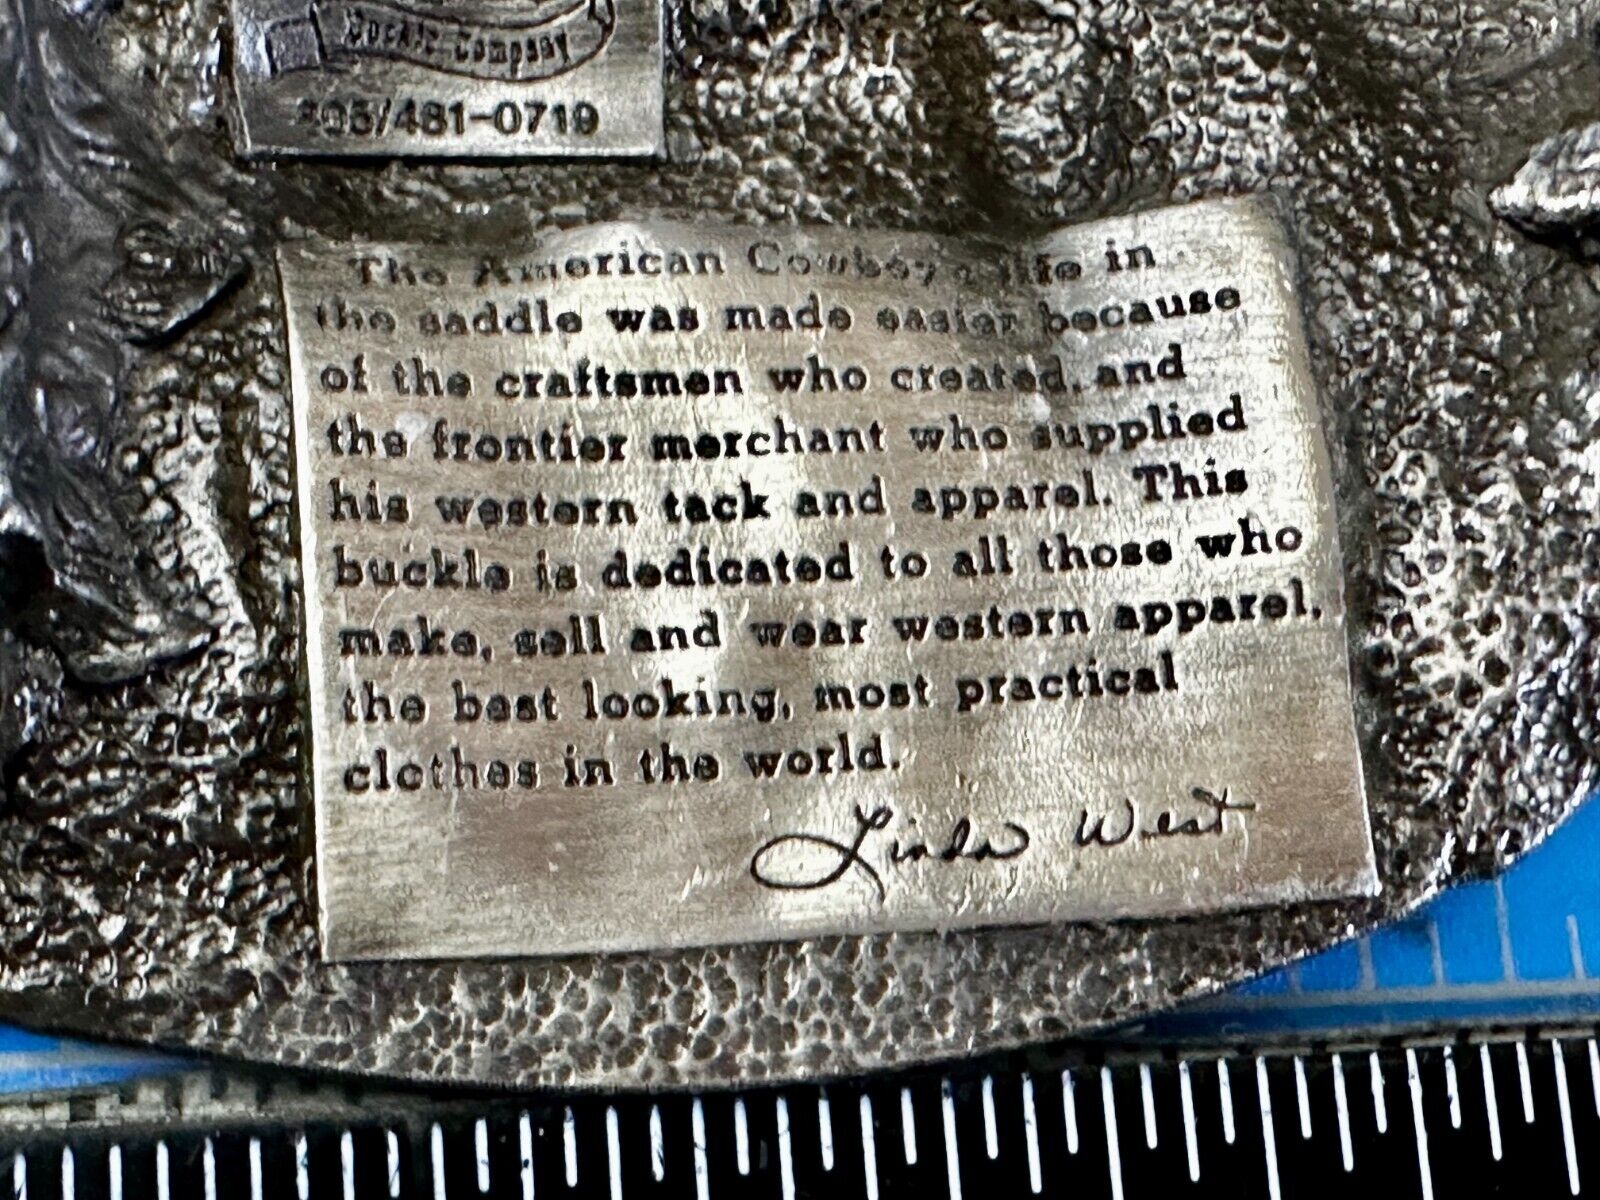 Buckle Company
/481-0719
The American Cowboy's life in
the saddle was made easier because
of the craftsmen who created, and
the frontier merchant who supplied
his western tack and apparel. This
buckle is dedicated to all those who
make, sell and wear western apparel,
the best looking, most practical
clothes in the world.
Linda West